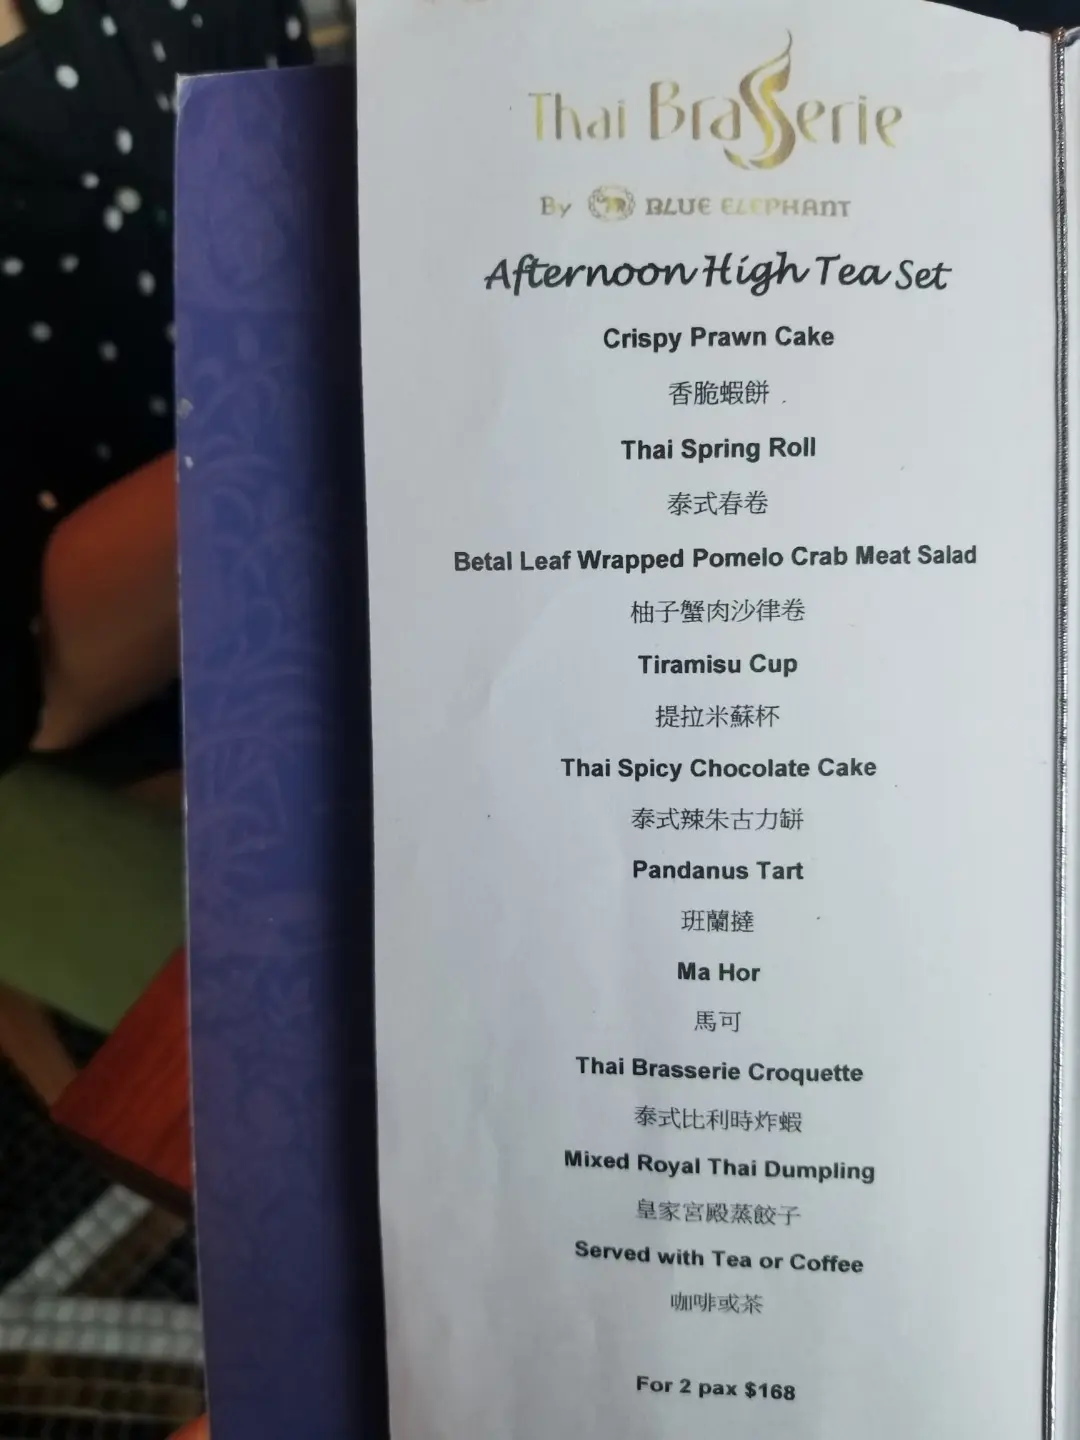 Thai Brasserie
By BLUE ELEPHANT
Afternoon High Tea Set
Crispy Prawn Cake
香脆蝦餅
Thai Spring Roll
泰式春卷
Betal Leaf Wrapped Pomelo Crab Meat Salad
柚子蟹肉沙律卷
Tiramisu Cup
提拉米蘇杯
Thai Spicy Chocolate Cake
泰式辣朱古力缾
Pandanus Tart
班蘭撻
Ma Hor
馬可
Thai Brasserie Croquette
泰式比利時炸蝦
Mixed Royal Thai Dumpling
皇家宮殿蒸餃子
Served with Tea or Coffee
咖啡或茶
For 2 pax $168